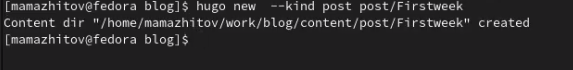 [mamazhitov@fedora blog]$ hugo new  --kind post post/Firstweek
Content dir "/home/mamazhitov/work/blog/content/post/Firstweek" created
[mamazhitov@fedora blog]$